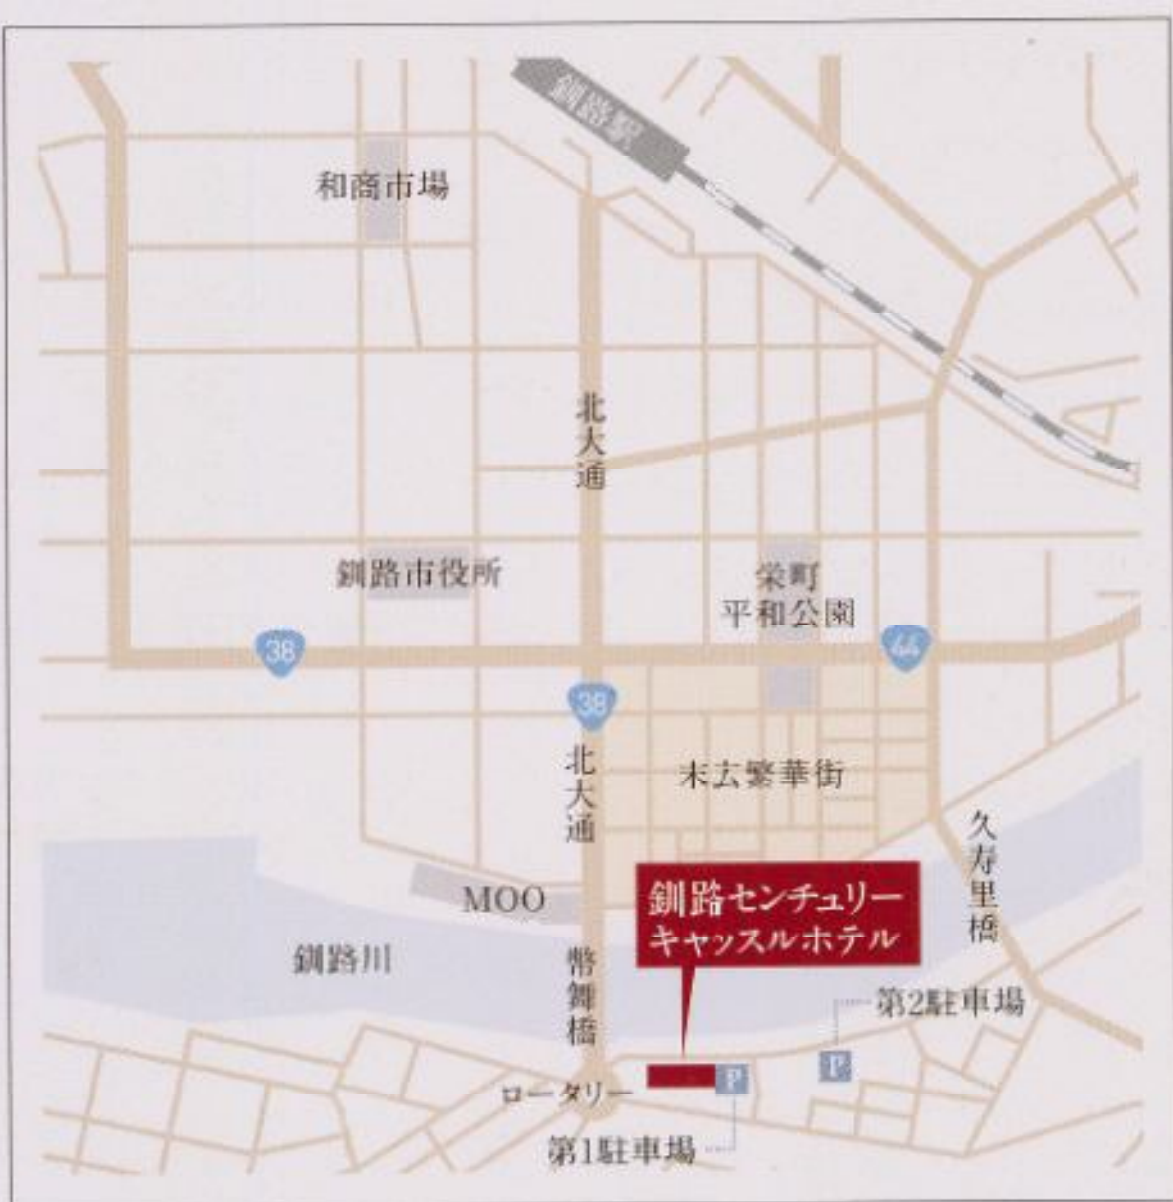 釧路駅
和商市場
北大通
釧路市役所
栄町
平和公園
38
44
38
北大通
末広繁華街
久寿里橋
MOO
釧路センチュリー
キャッスルホテル
釧路川
幣舞橋
第2駐車場
P
P
ロータリー
第1駐車場